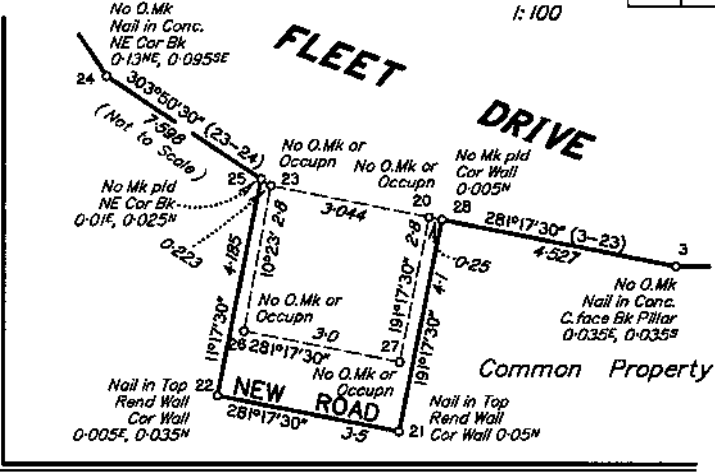 No O.Mk
Nail in Conc.
NE Cor Bk
0·13ᴺᴱ, 0·095ˢᴱ
1:100
FLEET DRIVE
24
303°50'30" (23-24)
7·598
(Not to Scale)
No O.Mk or
Occupn
No O.Mk or
Occupn
No Mk pld
Cor Wall
0·005ᴺ
25
23
20
28
281°17'30" (3-23)
4·527
3
No Mk pld
NE Cor Bk
0·01ᴱ, 0·025ᴺ
0·223
3·044
2·8
10°23'
2·8
191°17'30"
0·25
4·185
11°17'30"
4·1
191°17'30"
No O.Mk
Nail in Conc.
C.face Bk Pillar
0·035ᴱ, 0·035ˢ
No O.Mk or
Occupn
3·0
26
281°17'30"
27
No O.Mk or
Occupn
Common Property
Nail in Top
Rend Wall
Cor Wall
0·005ᴱ, 0·035ᴺ
22
NEW ROAD
281°17'30"
3·5
21
Nail in Top
Rend Wall
Cor Wall 0·05ᴺ